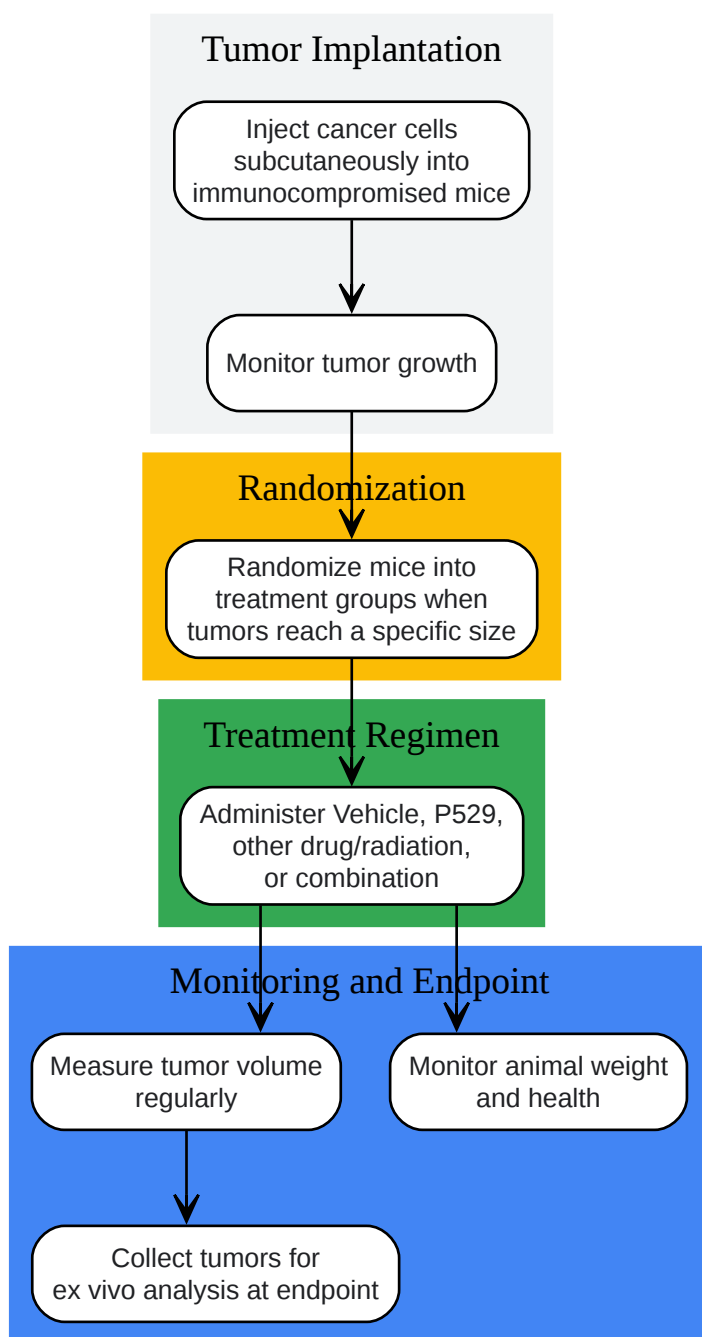 Tumor Implantation
Inject cancer cells
subcutaneously into
immunocompromised mice
Monitor tumor growth
Randomization
Randomize mice into
treatment groups when
tumors reach a specific size
Treatment Regimen
Administer Vehicle, P529,
other drug/radiation,
or combination
Monitoring and Endpoint
Measure tumor volume
regularly
Monitor animal weight
and health
Collect tumors for
ex vivo analysis at endpoint